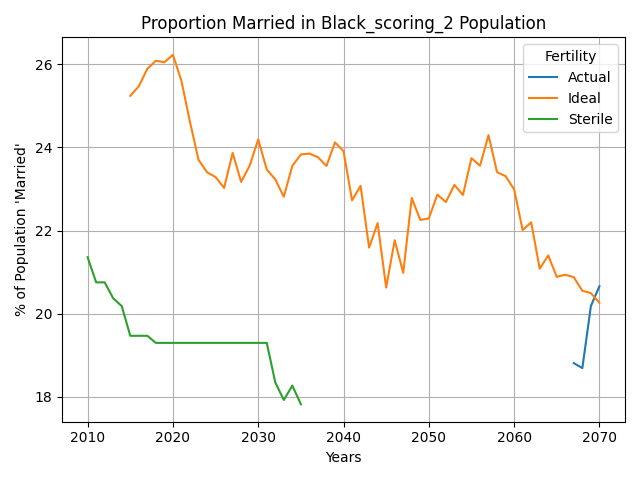 Proportion Married in Black_scoring_2 Population
Fertility
Actual
Ideal
Sterile
% of Population 'Married'
26
24
22
20
18
2010 2020 2030 2040 2050 2060 2070
Years